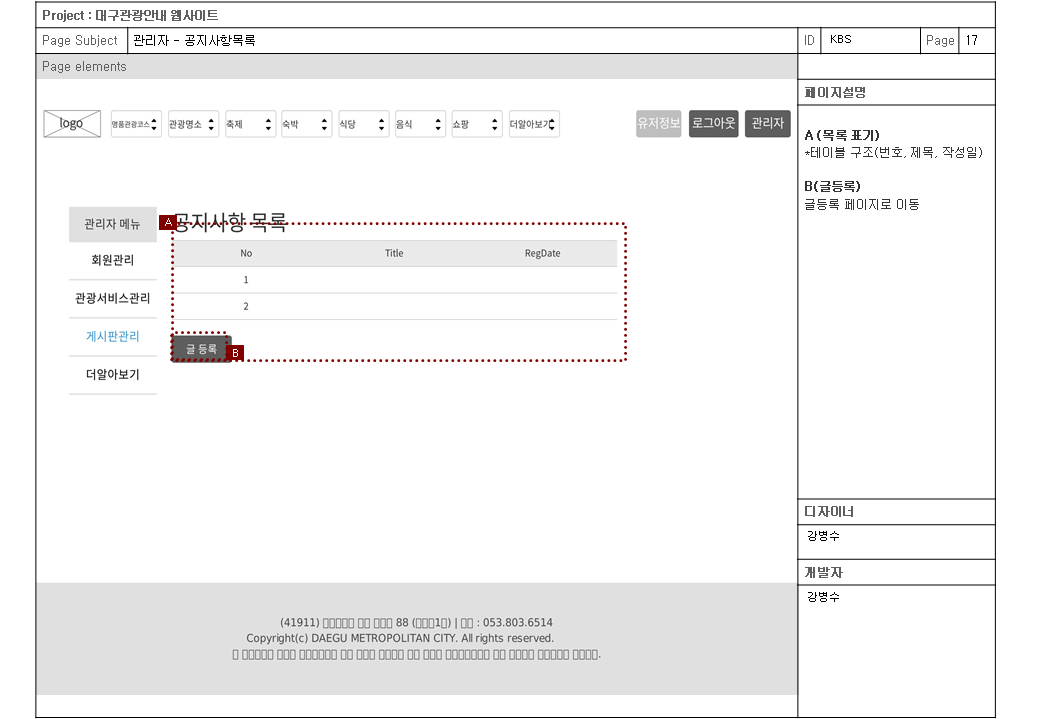 Project : 대구관광안내 웹사이트
Page Subject 관리자 - 공지사항목록 ID KBS Page 17
Page elements
페이지설명
logo 명품관광코스 관광명소 축제 숙박 식당 음식 쇼핑 더알아보기 유저정보 로그아웃 관리자
A (목록 표기)
*테이블 구조(번호, 제목, 작성일)
B(글등록)
글등록 페이지로 이동
관리자 메뉴
회원관리
관광서비스관리
게시판관리
더알아보기
A 공지사항 목록
No Title RegDate
1
2
글 등록 B
디자이너
강병수
개발자
강병수
(41911) 88 ( 1 ) | : 053.803.6514
Copyright(c) DAEGU METROPOLITAN CITY. All rights reserved.